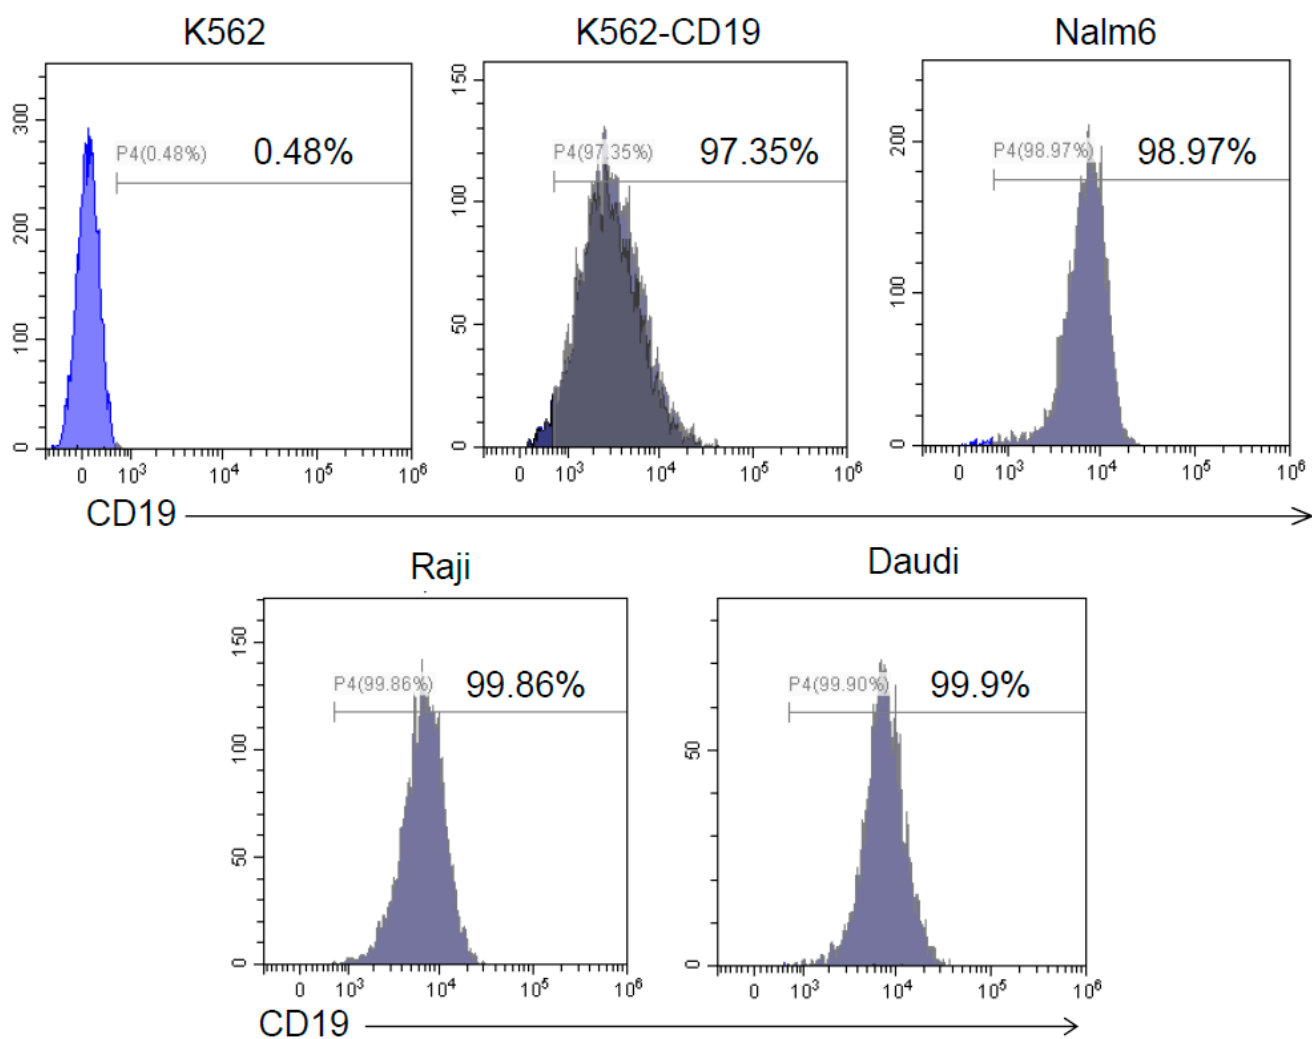 K562
K562-CD19
Nalm6
300
200
100
0
P4(0.48%)
0.48%
0 10³ 10⁴ 10⁵ 10⁶
150
100
50
0
P4(97.35%)
97.35%
0 10³ 10⁴ 10⁵ 10⁶
200
100
0
P4(98.97%)
98.97%
0 10³ 10⁴ 10⁵ 10⁶
CD19
Raji
Daudi
150
100
50
0
P4(99.86%)
99.86%
0 10³ 10⁴ 10⁵ 10⁶
50
0
P4(99.90%)
99.9%
0 10³ 10⁴ 10⁵ 10⁶
CD19